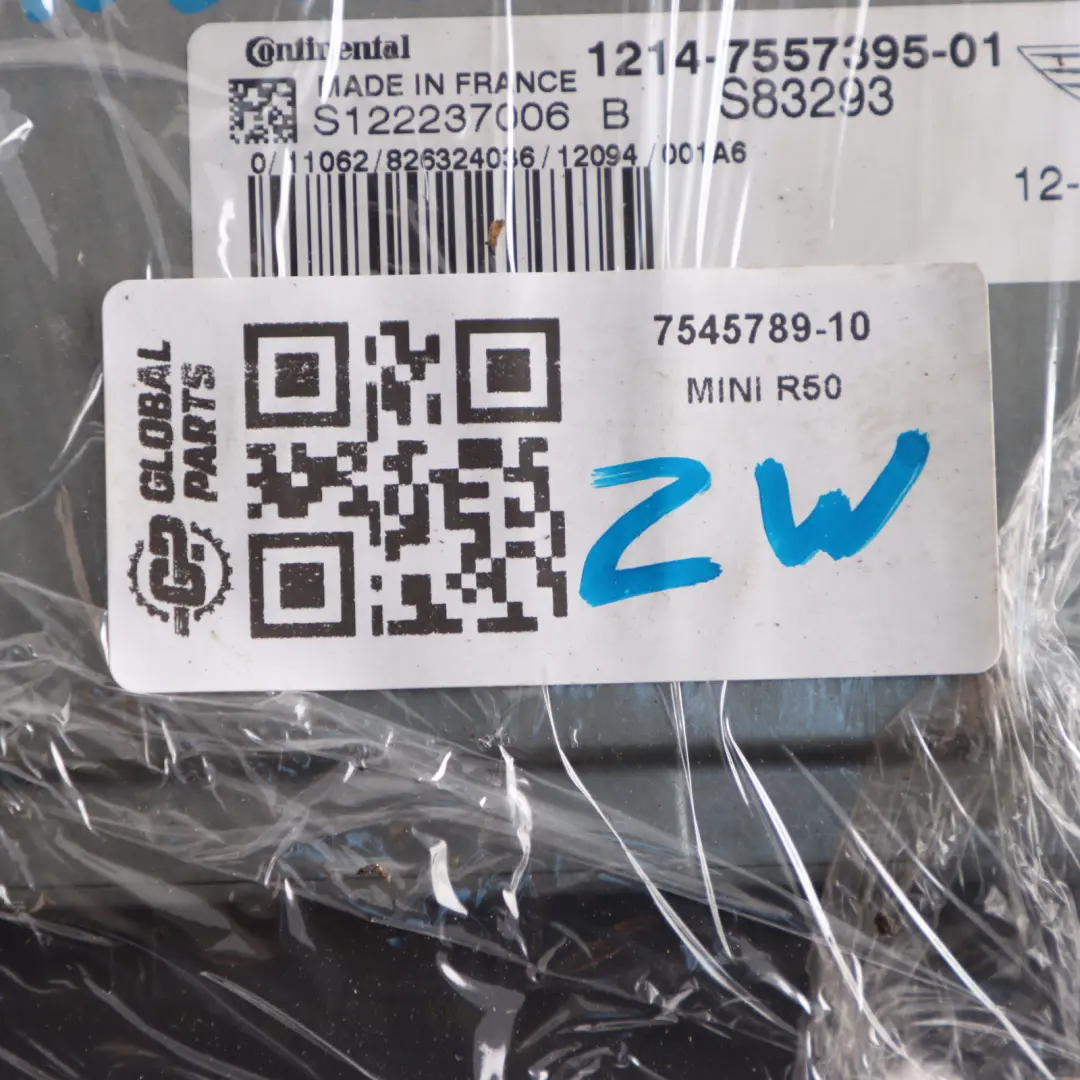 Continental
1214-7557395-01
MADE IN FRANCE
S83293
S122237006 B
0/11062/826324036/12094/001A6
12-
7545789-10
MINI R50
GLOBAL
PARTS
GP
ZW